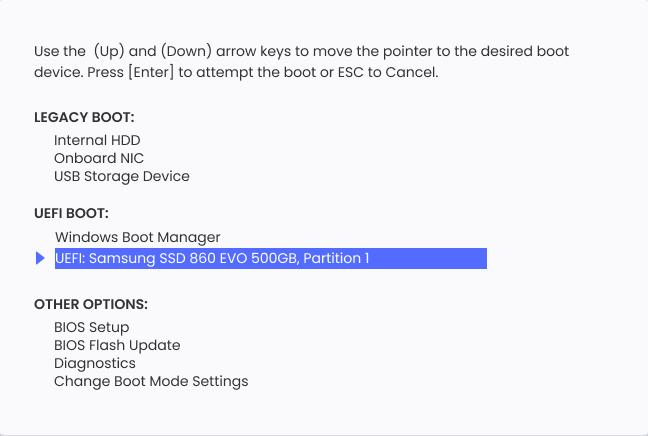 Use the  (Up) and (Down) arrow keys to move the pointer to the desired boot
device. Press [Enter] to attempt the boot or ESC to Cancel.
LEGACY BOOT:
Internal HDD
Onboard NIC
USB Storage Device
UEFI BOOT:
Windows Boot Manager
UEFI: Samsung SSD 860 EVO 500GB, Partition 1
OTHER OPTIONS:
BIOS Setup
BIOS Flash Update
Diagnostics
Change Boot Mode Settings